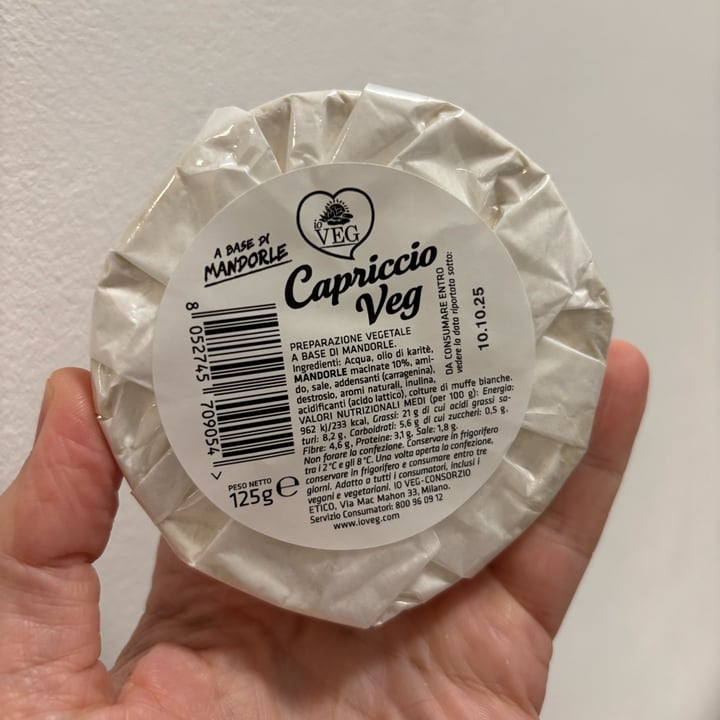 io
VEG
A BASE DI
MANDORLE
Capriccio
Veg
PREPARAZIONE VEGETALE
A BASE DI MANDORLE.
Ingredienti: Acqua, olio di karitè,
MANDORLE macinate 10%, ami-
do, sale, addensanti (carragenina),
destrosio, aromi naturali, inulina,
acidificanti (acido lattico), colture di muffe bianche.
VALORI NUTRIZIONALI MEDI (per 100 g): Energia:
962 kJ/233 kcal, Grassi: 21 g di cui acidi grassi sa-
turi: 8,2 g, Carboidrati: 5,6 g di cui zuccheri: 0,5 g,
Fibre: 4,6 g, Proteine: 3,1 g, Sale: 1,8 g.
Non forare la confezione. Conservare in frigorifero
tra i 2°C e gli 8°C. Una volta aperta la confezione,
conservare in frigorifero e consumare entro tre
giorni. Adatto a tutti i consumatori, inclusi i
vegani e vegetariani. IO VEG-CONSORZIO
ETICO, Via Mac Mahon 33, Milano.
Servizio Consumatori: 800 96 09 12
www.ioveg.com
DA CONSUMARE ENTRO
vedere la data riportata sotto:
10.10.25
8 052745 709054 >
PESO NETTO
125g e